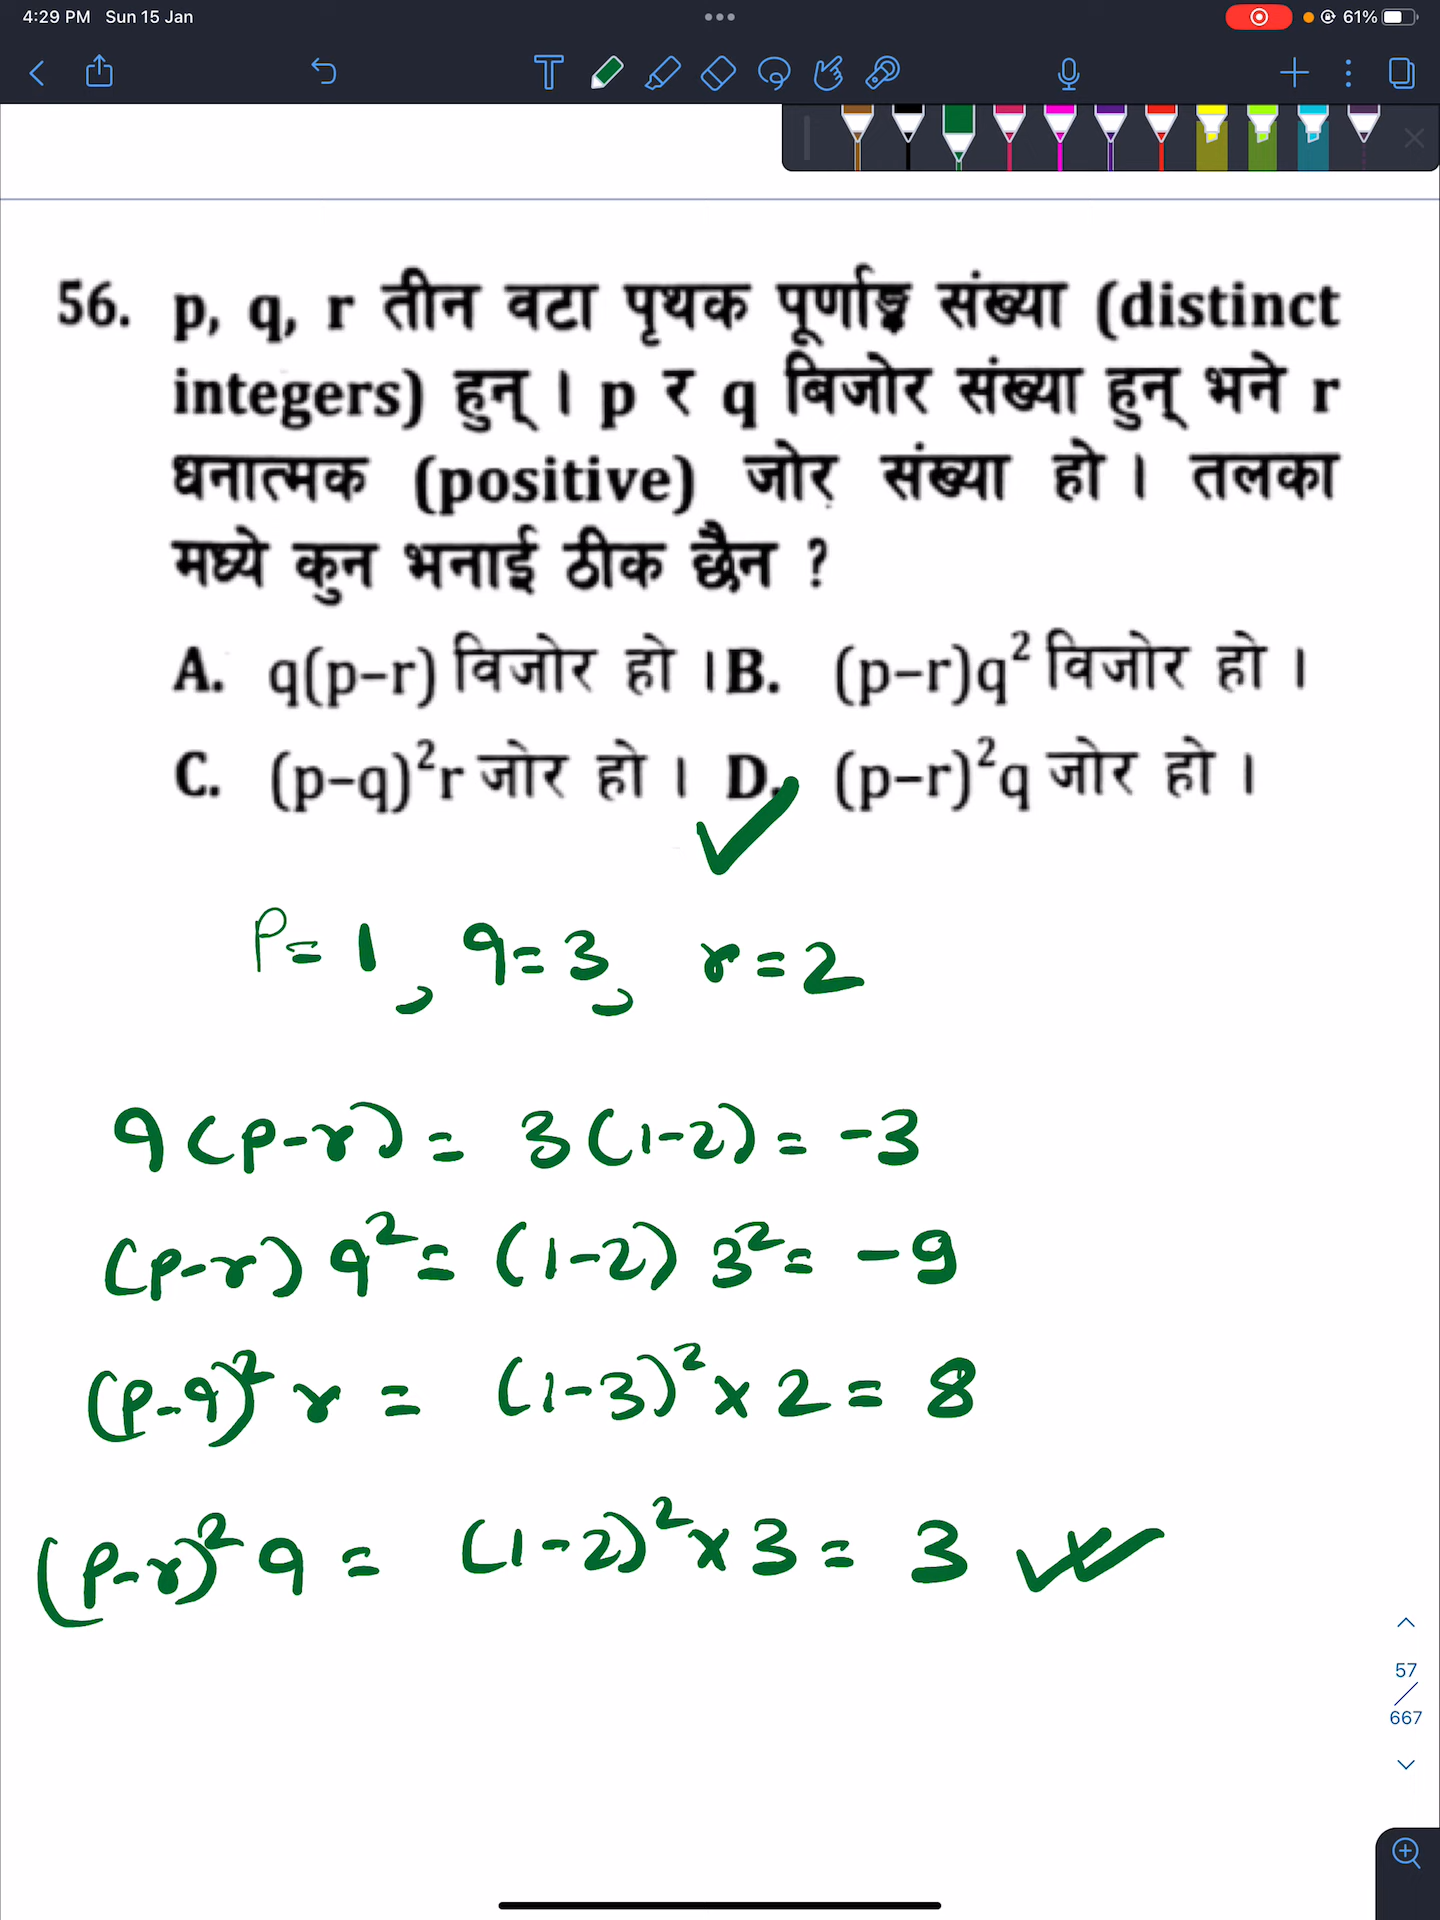 4:29 PM Sun 15 Jan
61%
56. p, q, r तीन वटा पृथक पूर्णाङ्क संख्या (distinct
integers) हुन् । p र q बिजोर संख्या हुन् भने r
धनात्मक (positive) जोर संख्या हो । तलका
मध्ये कुन भनाई ठीक छैन ?
A. q(p–r) विजोर हो । B. (p–r)q² विजोर हो ।
C. (p–q)²r जोर हो । D. (p–r)²q जोर हो ।
P = 1, q = 3, r = 2
q(p-r) = 3(1-2) = -3
(p-r) q² = (1-2) 3² = -9
(p-q)² r = (1-3)² × 2 = 8
(p-r)² q = (1-2)² × 3 = 3
57
667